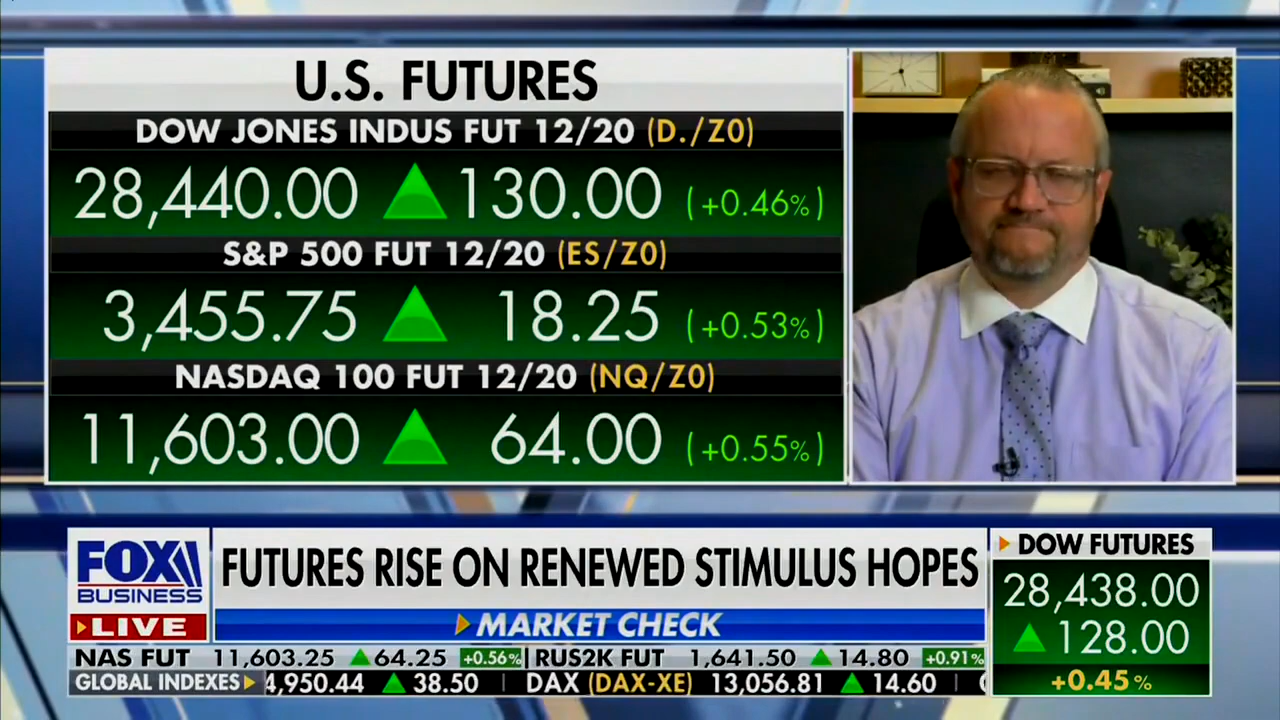 U.S. FUTURES
DOW JONES INDUS FUT 12/20 (D./Z0)
28,440.00 ▲ 130.00 (+0.46%)
S&P 500 FUT 12/20 (ES/Z0)
3,455.75 ▲ 18.25 (+0.53%)
NASDAQ 100 FUT 12/20 (NQ/Z0)
11,603.00 ▲ 64.00 (+0.55%)
FOX
BUSINESS
LIVE
FUTURES RISE ON RENEWED STIMULUS HOPES
MARKET CHECK
DOW FUTURES
28,438.00
▲ 128.00
+0.45%
NAS FUT 11,603.25 ▲ 64.25 +0.56% RUS2K FUT 1,641.50 ▲ 14.80 +0.91%
GLOBAL INDEXES 4,950.44 ▲ 38.50 DAX (DAX-XE) 13,056.81 ▲ 14.60